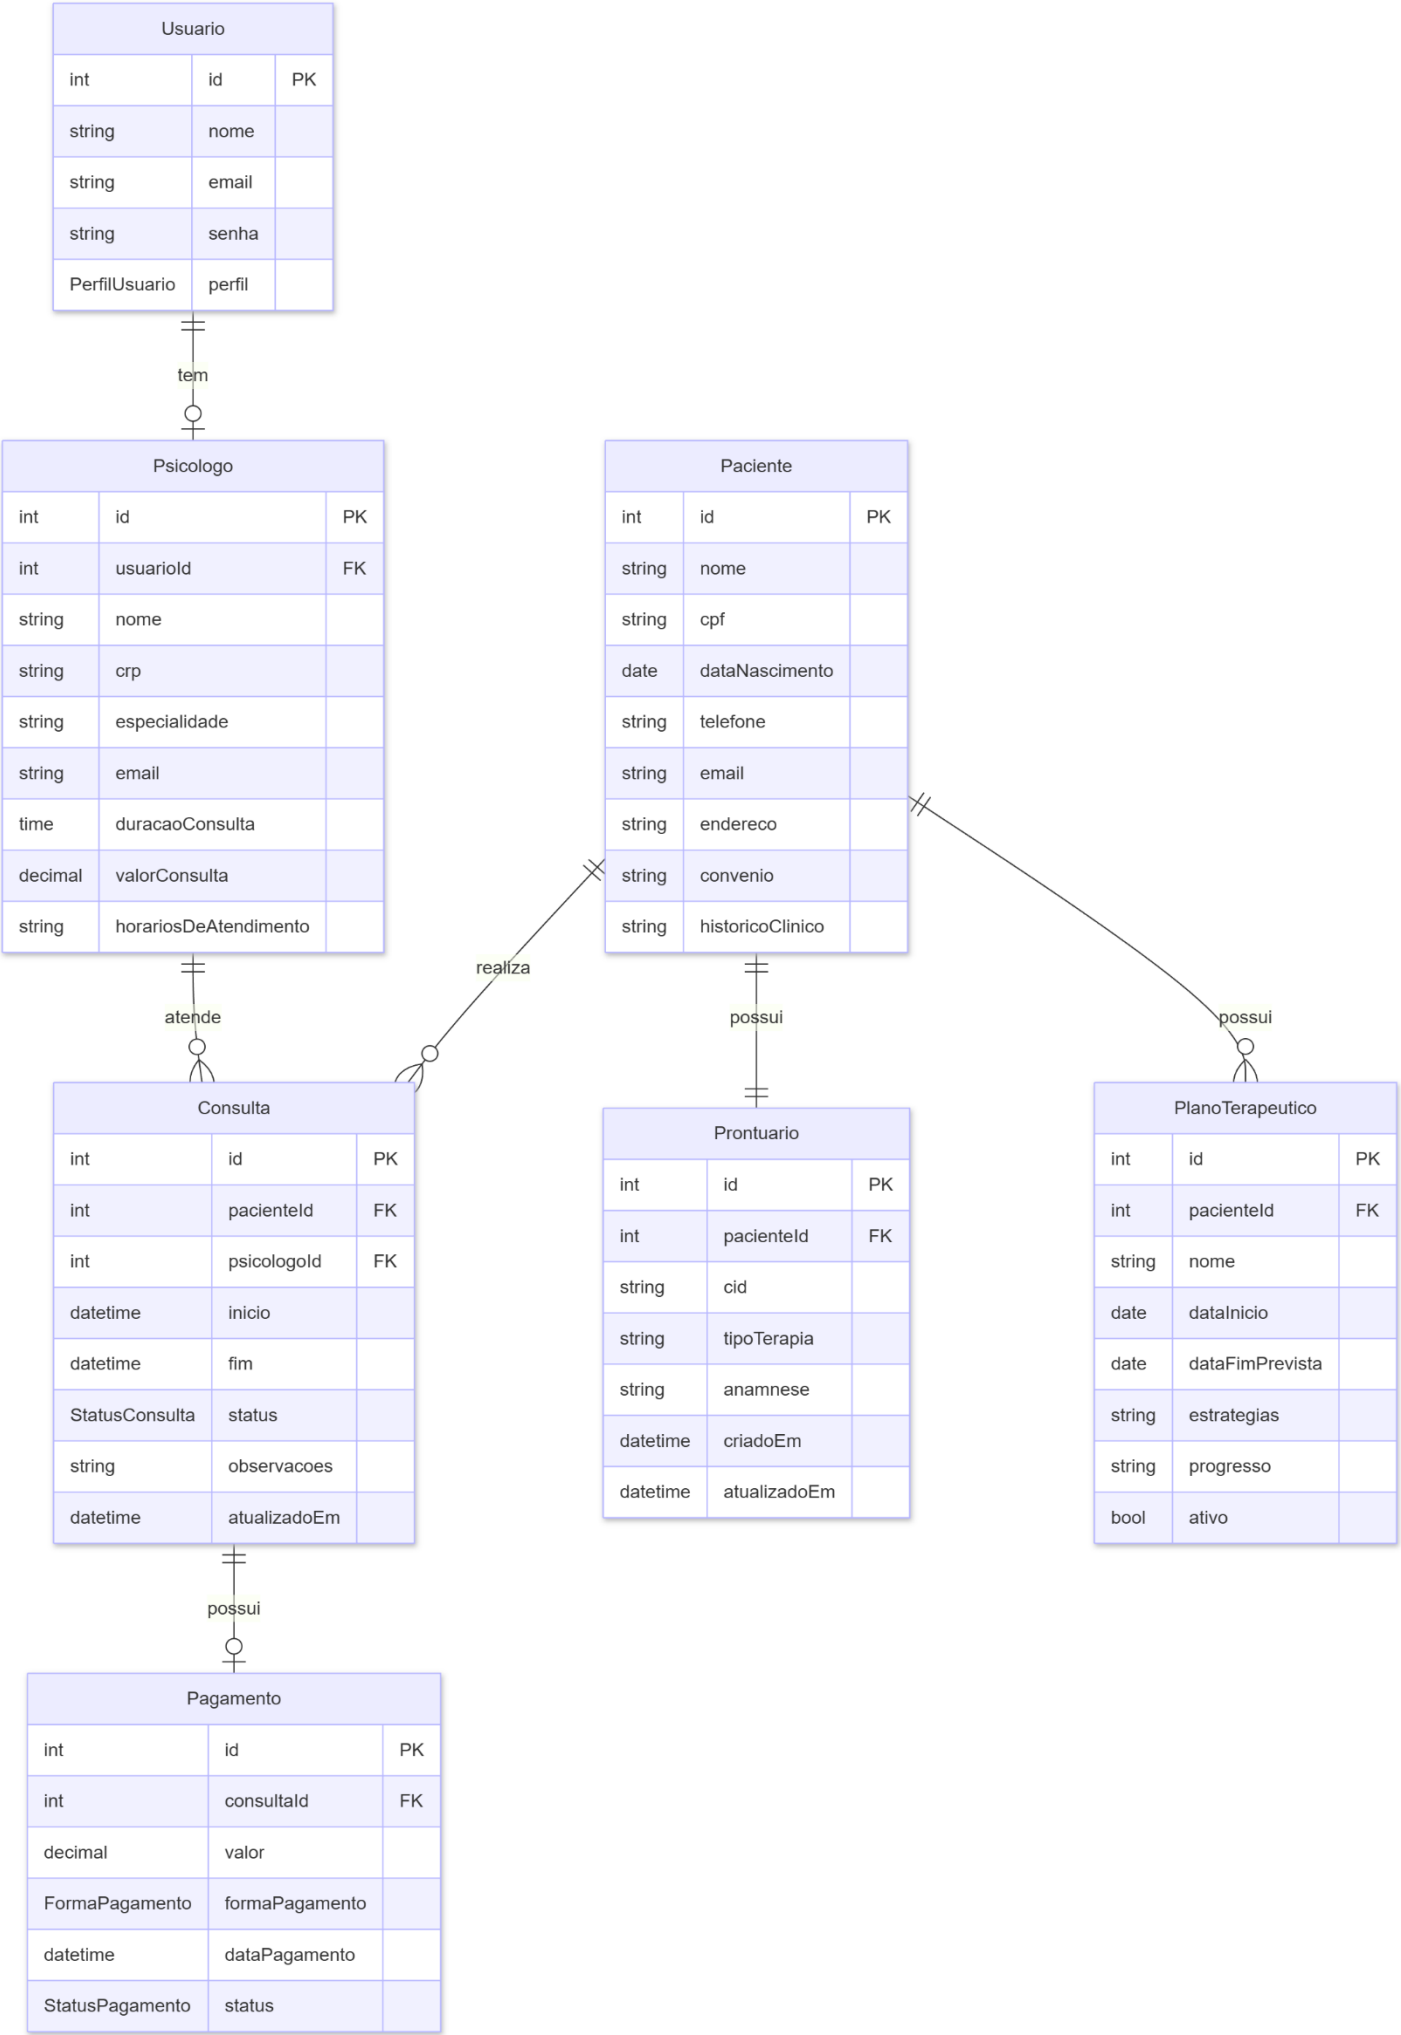 Usuario
int id PK
string nome
string email
string senha
PerfilUsuario perfil
tem
Psicologo
int id PK
int usuarioId FK
string nome
string crp
string especialidade
string email
time duracaoConsulta
decimal valorConsulta
string horariosDeAtendimento
Paciente
int id PK
string nome
string cpf
date dataNascimento
string telefone
string email
string endereco
string convenio
string historicoClinico
atende
realiza
possui
possui
Consulta
int id PK
int pacienteId FK
int psicologoId FK
datetime inicio
datetime fim
StatusConsulta status
string observacoes
datetime atualizadoEm
Prontuario
int id PK
int pacienteId FK
string cid
string tipoTerapia
string anamnese
datetime criadoEm
datetime atualizadoEm
PlanoTerapeutico
int id PK
int pacienteId FK
string nome
date dataInicio
date dataFimPrevista
string estrategias
string progresso
bool ativo
possui
Pagamento
int id PK
int consultaId FK
decimal valor
FormaPagamento formaPagamento
datetime dataPagamento
StatusPagamento status